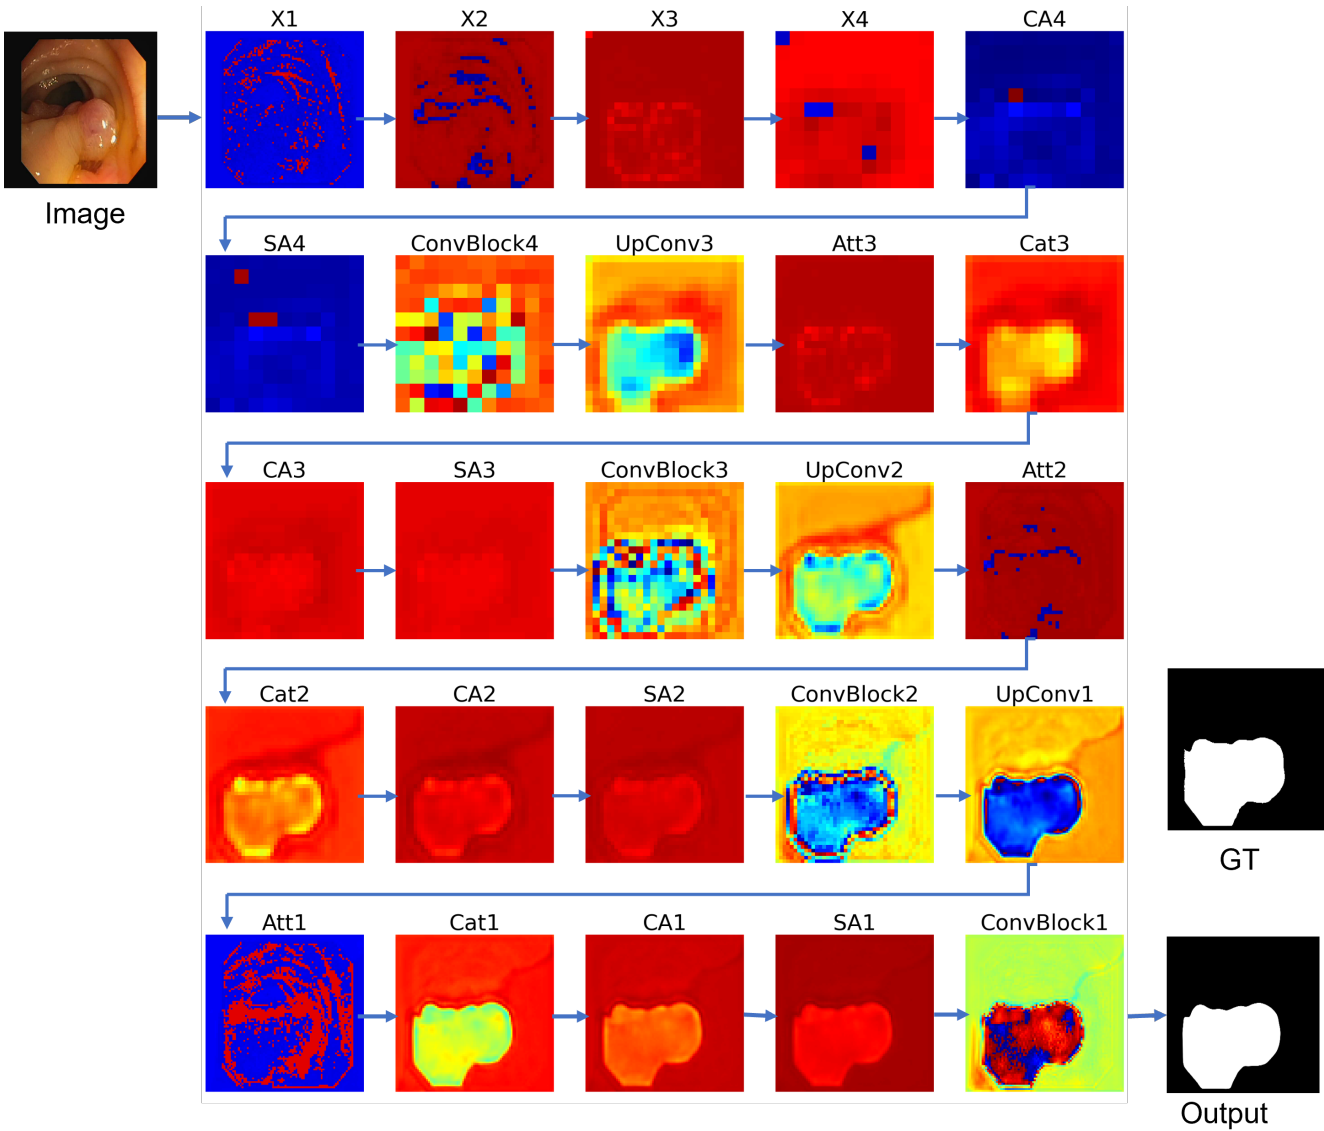 X1 X2 X3 X4 CA4
Image
SA4 ConvBlock4 UpConv3 Att3 Cat3
CA3 SA3 ConvBlock3 UpConv2 Att2
Cat2 CA2 SA2 ConvBlock2 UpConv1
GT
Att1 Cat1 CA1 SA1 ConvBlock1
Output